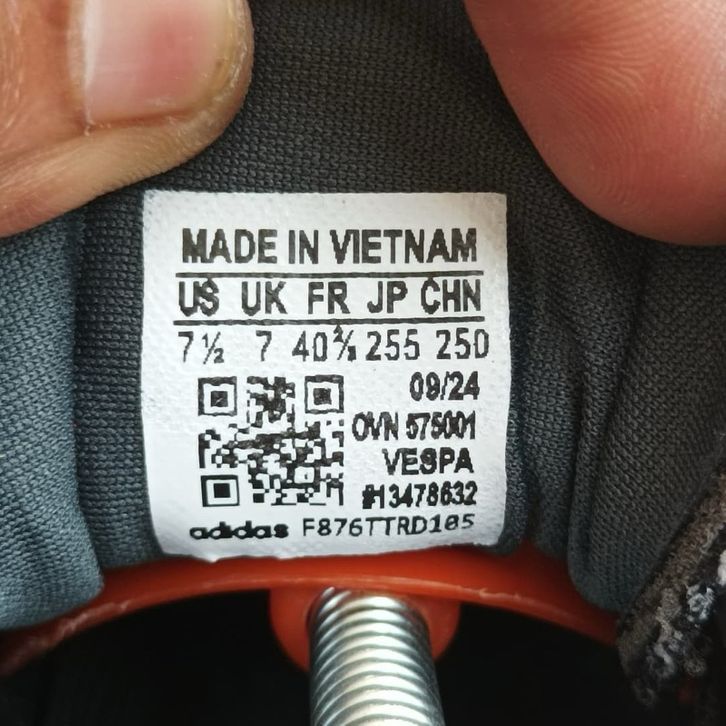 MADE IN VIETNAM
US UK FR JP CHN
7½ 7 40⅔ 255 250
09/24
OVN 575001
VESPA
#H3478632
adidas F876TTRD105